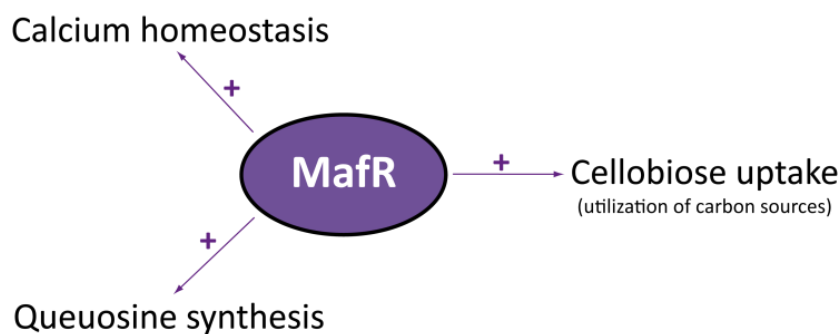 Calcium homeostasis
+
MafR
+
Cellobiose uptake
(utilization of carbon sources)
+
Queuosine synthesis